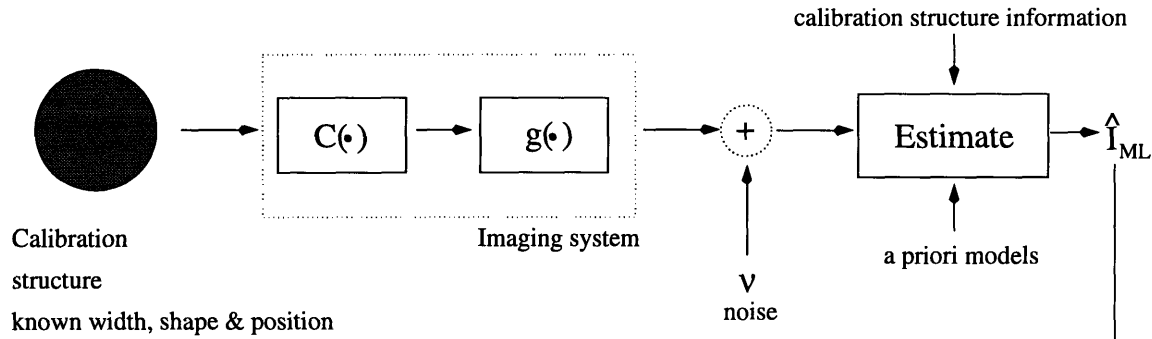 calibration structure information
C(•)
g(•)
+
Estimate
Î_ML
Calibration
structure
known width, shape & position
Imaging system
ν
noise
a priori models